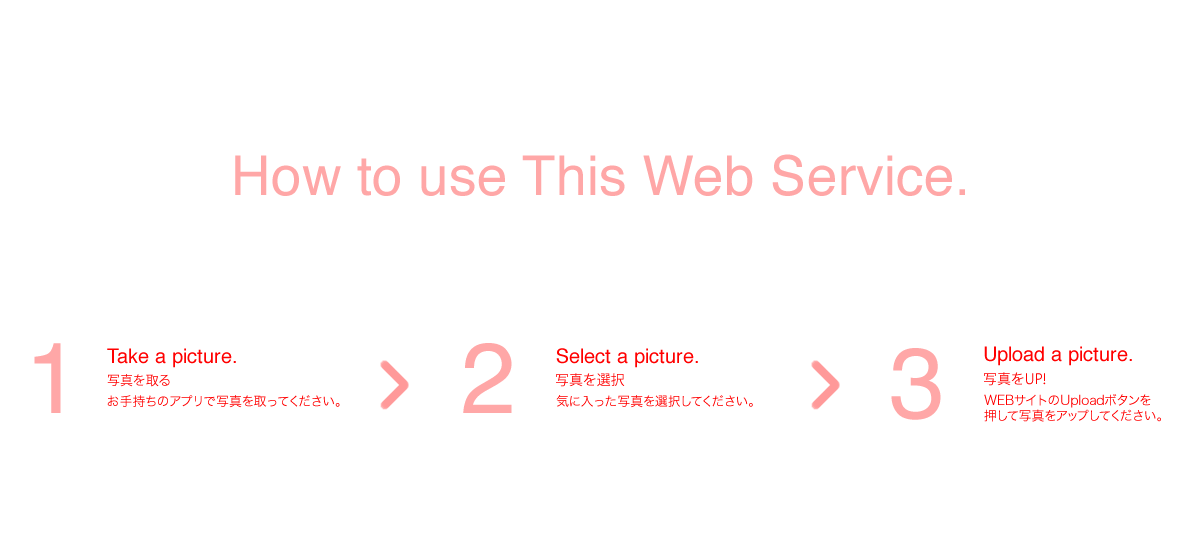 How to use This Web Service.
1
Take a picture.
写真を取る
お手持ちのアプリで写真を取ってください。
2
Select a picture.
写真を選択
気に入った写真を選択してください。
3
Upload a picture.
写真をUP!
WEBサイトのUploadボタンを
押して写真をアップしてください。